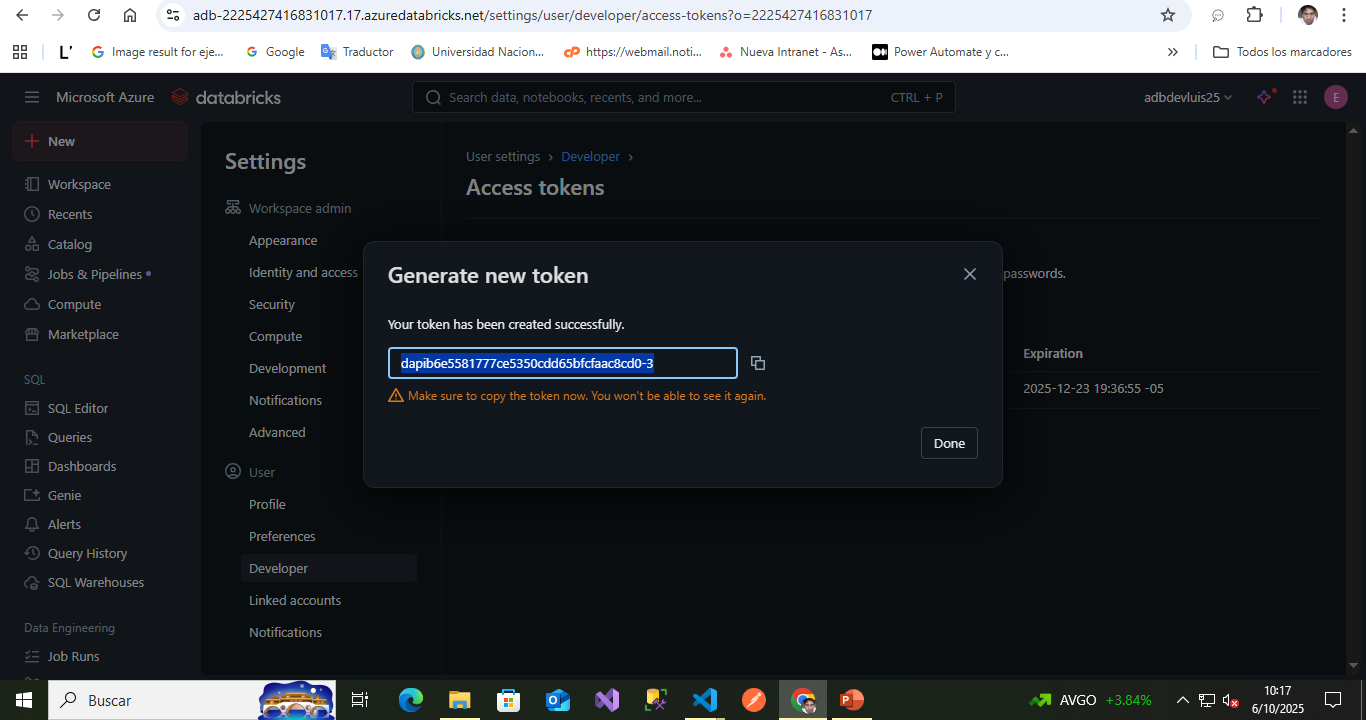 adb-2225427416831017.17.azuredatabricks.net/settings/user/developer/access-tokens?o=2225427416831017
L' Image result for eje... Google Traductor Universidad Nacion... https://webmail.noti... Nueva Intranet - As... Power Automate y c... » Todos los marcadores
Microsoft Azure databricks Search data, notebooks, recents, and more... CTRL + P adbdevluis25 E
New
Workspace
Recents
Catalog
Jobs & Pipelines
Compute
Marketplace
SQL
SQL Editor
Queries
Dashboards
Genie
Alerts
Query History
SQL Warehouses
Data Engineering
Job Runs
Settings
Workspace admin
Appearance
Identity and access
Security
Compute
Development
Notifications
Advanced
User
Profile
Preferences
Developer
Linked accounts
Notifications
User settings › Developer ›
Access tokens
passwords.
Expiration
2025-12-23 19:36:55 -05
Generate new token
Your token has been created successfully.
dapib6e5581777ce5350cdd65bfcfaac8cd0-3
Make sure to copy the token now. You won't be able to see it again.
Done
Buscar
AVGO +3.84%
10:17
6/10/2025